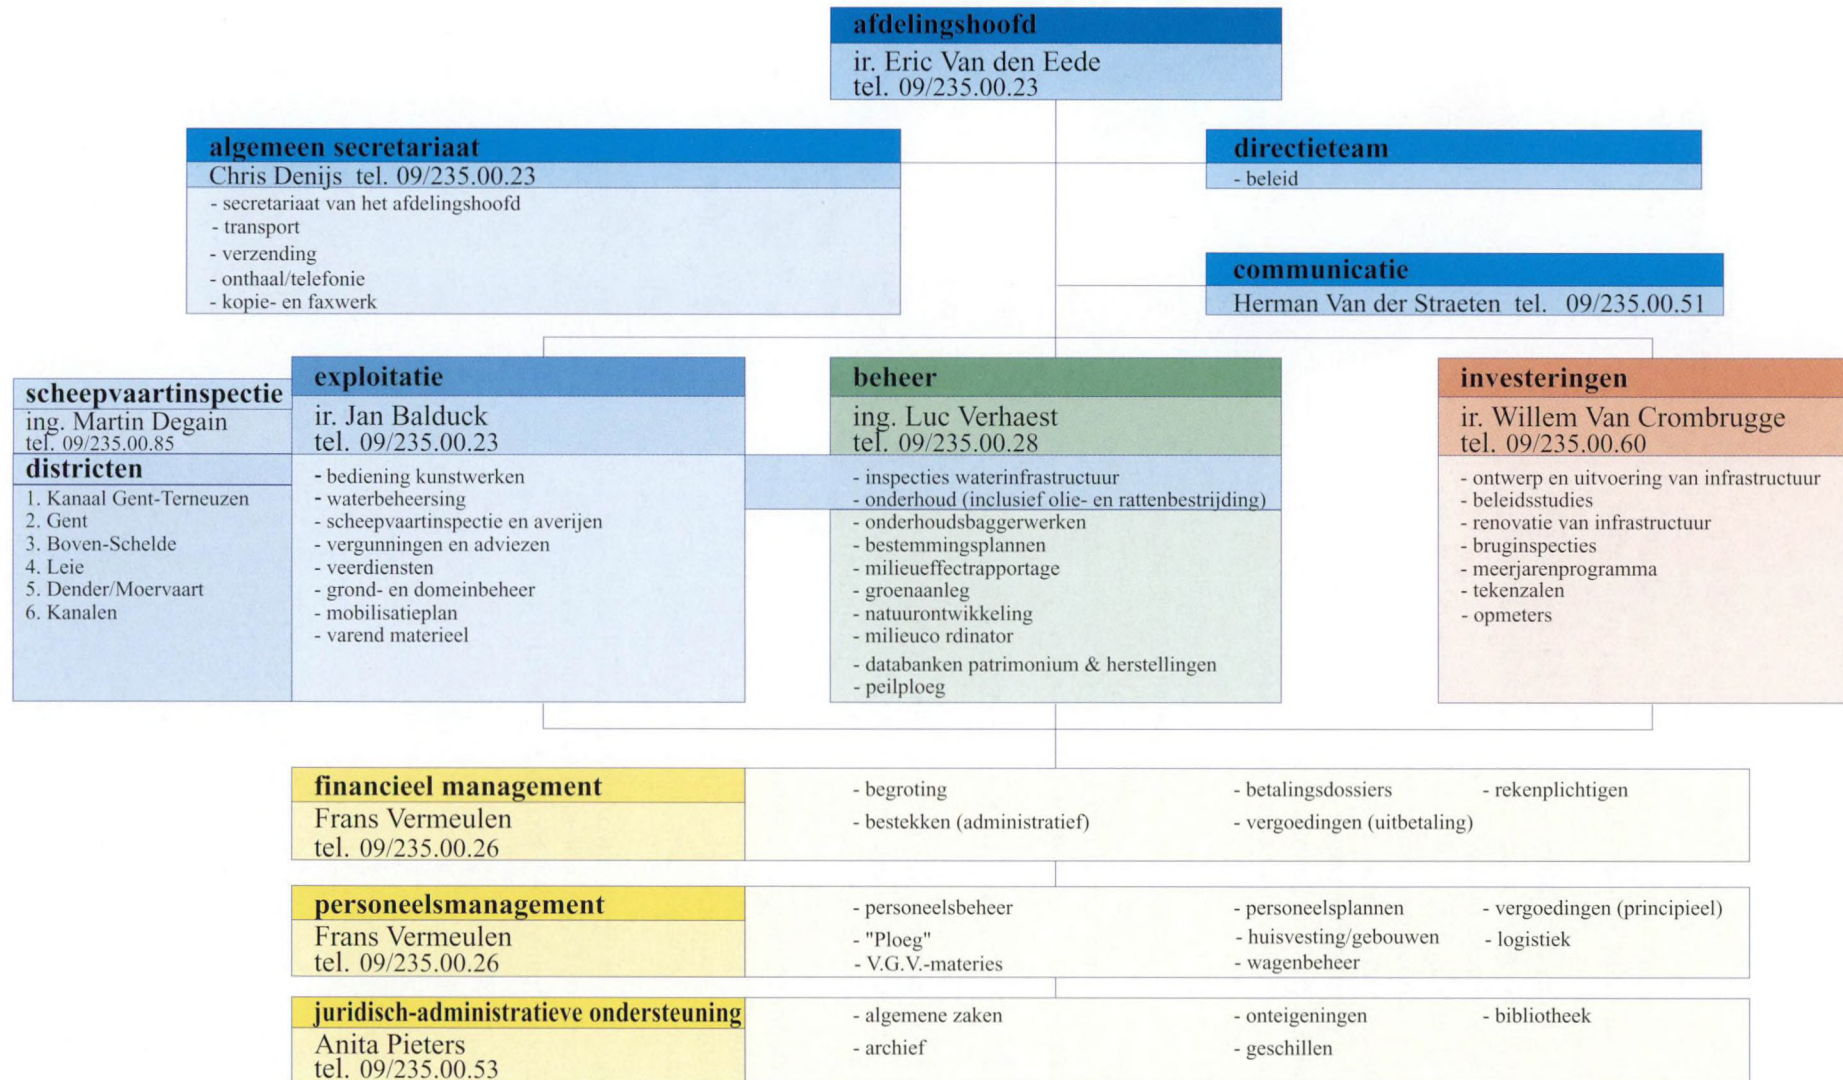 afdelingshoofd
ir. Eric Van den Eede
tel. 09/235.00.23
algemeen secretariaat
Chris Denijs tel. 09/235.00.23
- secretariaat van het afdelingshoofd
- transport
- verzending
- onthaal/telefonie
- kopie- en faxwerk
directieteam
- beleid
communicatie
Herman Van der Straeten tel. 09/235.00.51
scheepvaartinspectie
ing. Martin Degain
tel. 09/235.00.85
districten
1. Kanaal Gent-Terneuzen
2. Gent
3. Boven-Schelde
4. Leie
5. Dender/Moervaart
6. Kanalen
exploitatie
ir. Jan Balduck
tel. 09/235.00.23
- bediening kunstwerken
- waterbeheersing
- scheepvaartinspectie en averijen
- vergunningen en adviezen
- veerdiensten
- grond- en domeinbeheer
- mobilisatieplan
- varend materieel
beheer
ing. Luc Verhaest
tel. 09/235.00.28
- inspecties waterinfrastructuur
- onderhoud (inclusief olie- en rattenbestrijding)
- onderhoudsbaggerwerken
- bestemmingsplannen
- milieueffectrapportage
- groenaanleg
- natuurontwikkeling
- milieuco rdinator
- databanken patrimonium & herstellingen
- peilploeg
investeringen
ir. Willem Van Crombrugge
tel. 09/235.00.60
- ontwerp en uitvoering van infrastructuur
- beleidsstudies
- renovatie van infrastructuur
- bruginspecties
- meerjarenprogramma
- tekenzalen
- opmeters
financieel management
Frans Vermeulen
tel. 09/235.00.26
- begroting
- bestekken (administratief)
- betalingsdossiers
- vergoedingen (uitbetaling)
- rekenplichtigen
personeelsmanagement
Frans Vermeulen
tel. 09/235.00.26
- personeelsbeheer
- "Ploeg"
- V.G.V.-materies
- personeelsplannen
- huisvesting/gebouwen
- wagenbeheer
- vergoedingen (principieel)
- logistiek
juridisch-administratieve ondersteuning
Anita Pieters
tel. 09/235.00.53
- algemene zaken
- archief
- onteigeningen
- geschillen
- bibliotheek